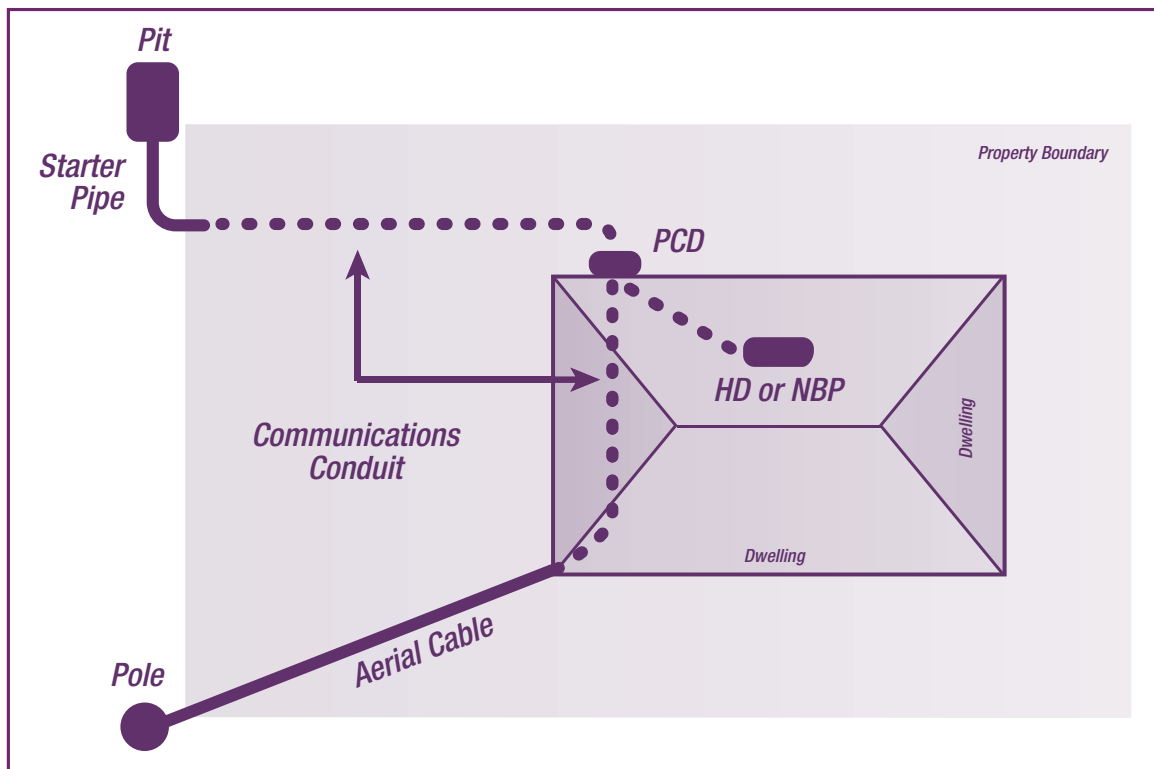 Pit
Starter
Pipe
Property Boundary
PCD
HD or NBP
Communications
Conduit
Dwelling
Dwelling
Aerial Cable
Pole